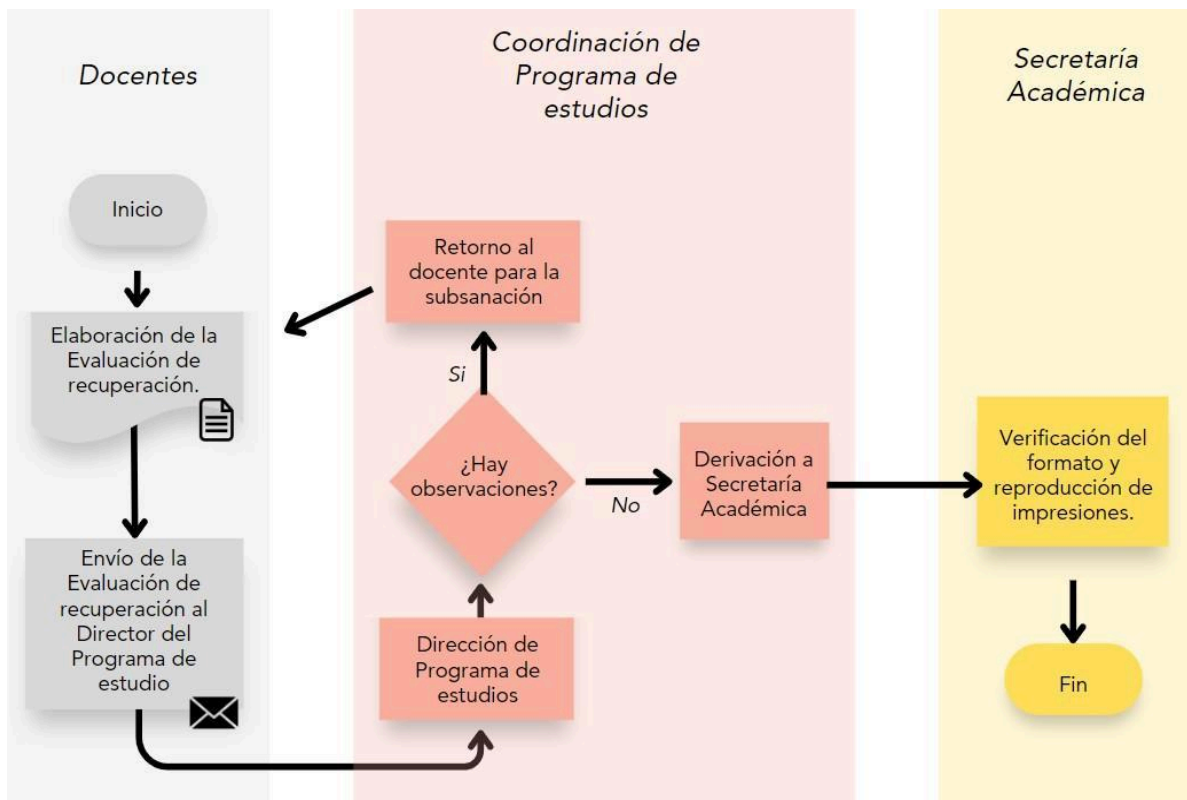 Docentes
Inicio
Elaboración de la
Evaluación de
recuperación.
Envío de la
Evaluación de
recuperación al
Director del
Programa de
estudio
Coordinación de
Programa de
estudios
Retorno al
docente para la
subsanación
Si
¿Hay
observaciones?
No
Derivación a
Secretaría
Académica
Dirección de
Programa de
estudios
Secretaría
Académica
Verificación del
formato y
reproducción de
impresiones.
Fin